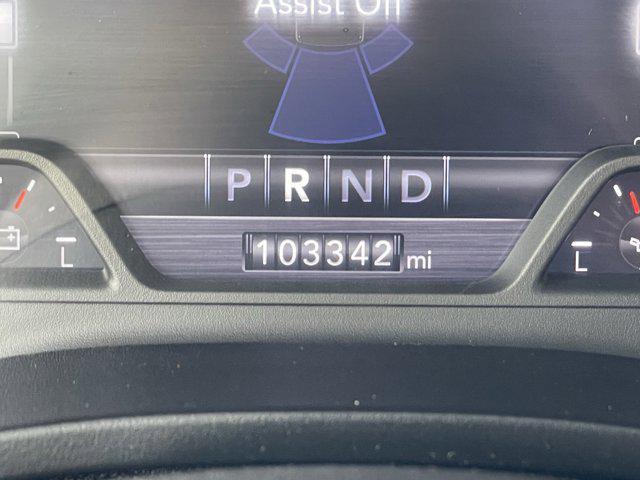 Assist Off
P R N D
103342 mi
L L